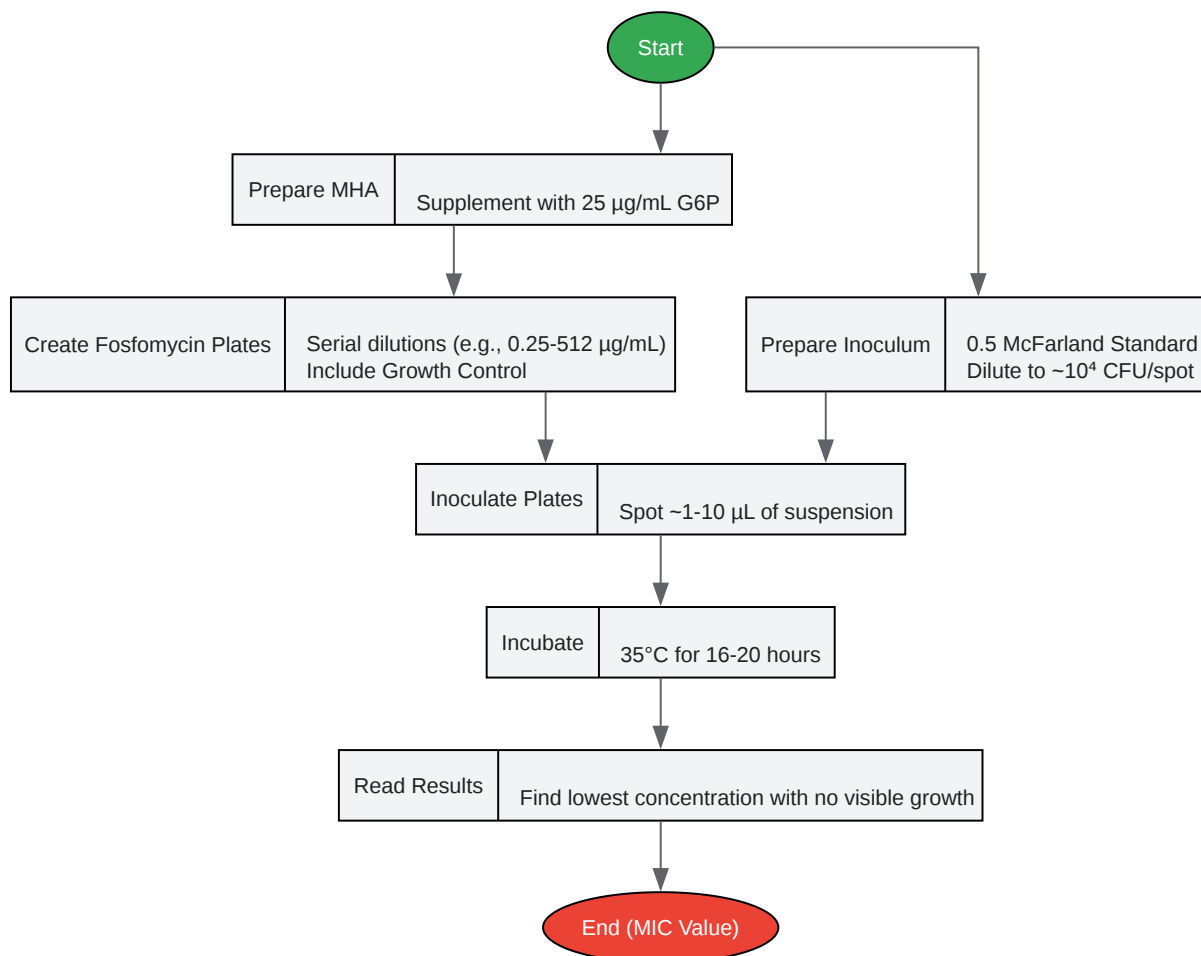 Start
Prepare MHA
Supplement with 25 µg/mL G6P
Create Fosfomycin Plates
Serial dilutions (e.g., 0.25-512 µg/mL)
Include Growth Control
Prepare Inoculum
0.5 McFarland Standard
Dilute to ~10⁴ CFU/spot
Inoculate Plates
Spot ~1-10 µL of suspension
Incubate
35°C for 16-20 hours
Read Results
Find lowest concentration with no visible growth
End (MIC Value)